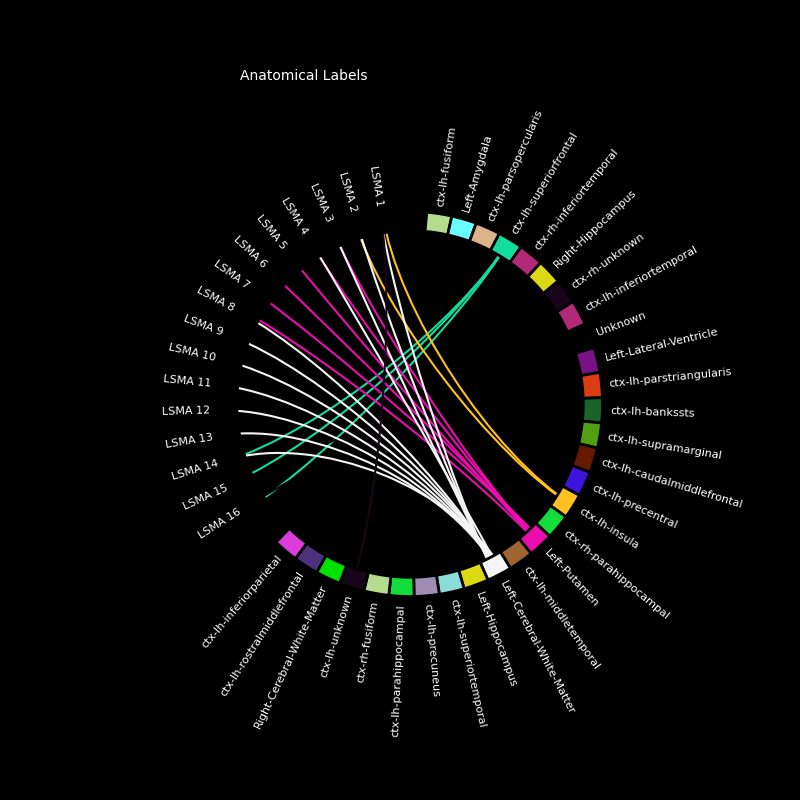 Anatomical Labels
LSMA 1
LSMA 2
LSMA 3
LSMA 4
LSMA 5
LSMA 6
LSMA 7
LSMA 8
LSMA 9
LSMA 10
LSMA 11
LSMA 12
LSMA 13
LSMA 14
LSMA 15
LSMA 16
ctx-lh-fusiform
Left-Amygdala
ctx-lh-parsopercularis
ctx-lh-superiorfrontal
ctx-rh-inferiortemporal
Right-Hippocampus
ctx-rh-unknown
ctx-lh-inferiortemporal
Unknown
Left-Lateral-Ventricle
ctx-lh-parstriangularis
ctx-lh-bankssts
ctx-lh-supramarginal
ctx-lh-caudalmiddlefrontal
ctx-lh-precentral
ctx-lh-insula
ctx-rh-parahippocampal
Left-Putamen
ctx-lh-middletemporal
Left-Cerebral-White-Matter
Left-Hippocampus
ctx-lh-superiortemporal
ctx-lh-precuneus
ctx-lh-parahippocampal
ctx-rh-fusiform
ctx-lh-unknown
Right-Cerebral-White-Matter
ctx-lh-rostralmiddlefrontal
ctx-lh-inferiorparietal